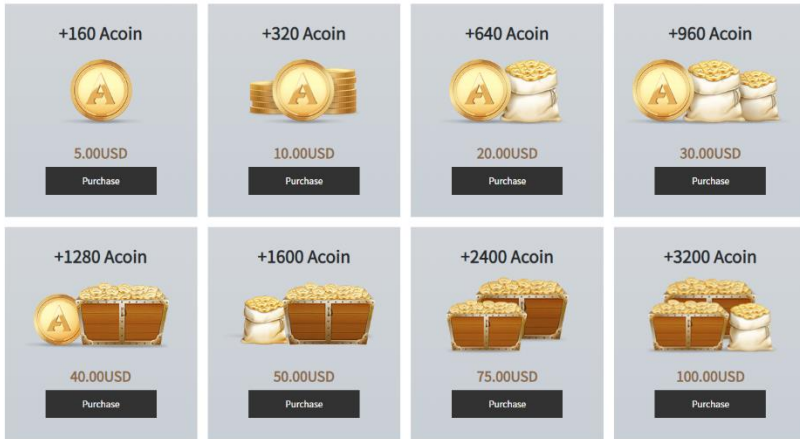 +160 Acoin
5.00USD
Purchase
+320 Acoin
10.00USD
Purchase
+640 Acoin
20.00USD
Purchase
+960 Acoin
30.00USD
Purchase
+1280 Acoin
40.00USD
Purchase
+1600 Acoin
50.00USD
Purchase
+2400 Acoin
75.00USD
Purchase
+3200 Acoin
100.00USD
Purchase